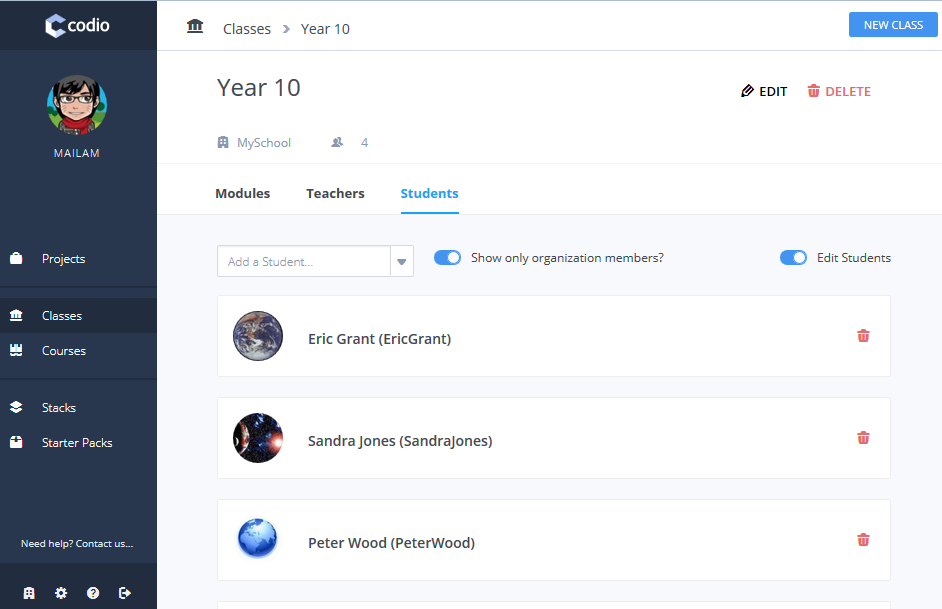 codio
MAILAM
Projects
Classes
Courses
Stacks
Starter Packs
Need help? Contact us...
Classes > Year 10
NEW CLASS
Year 10
EDIT
DELETE
MySchool
4
Modules
Teachers
Students
Add a Student...
Show only organization members?
Edit Students
Eric Grant (EricGrant)
Sandra Jones (SandraJones)
Peter Wood (PeterWood)